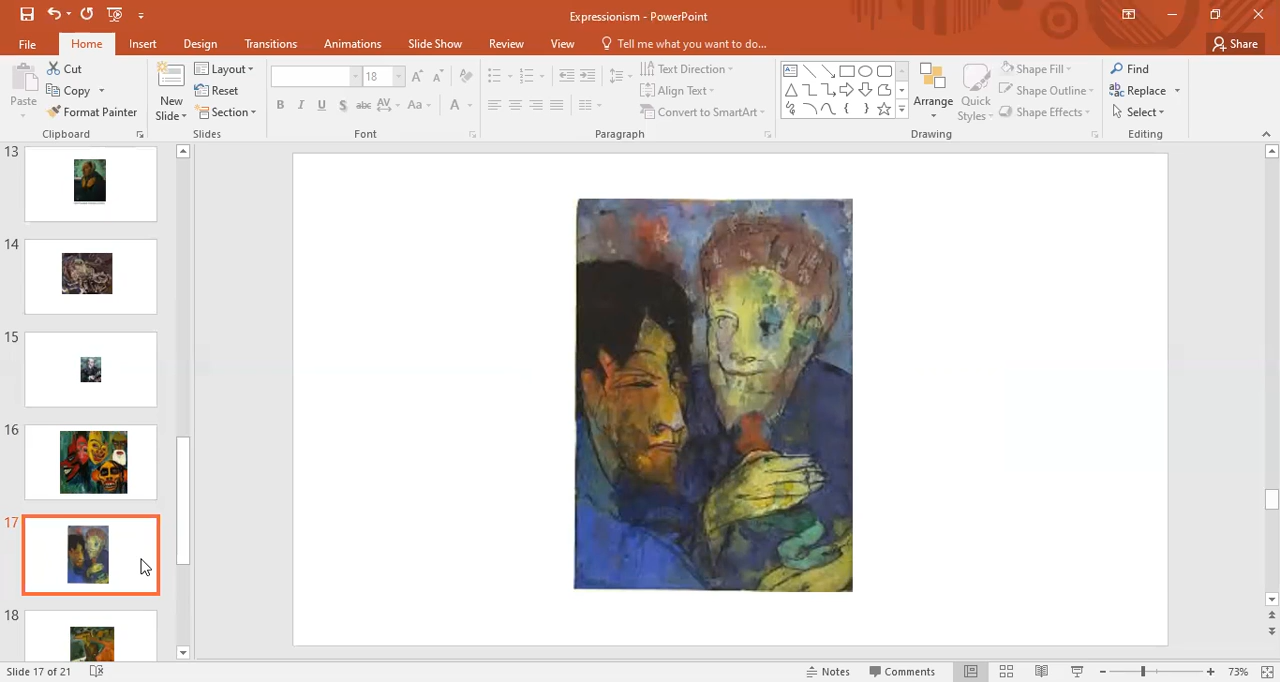 Expressionism - PowerPoint
File Home Insert Design Transitions Animations Slide Show Review View Tell me what you want to do... Share
Paste Cut Copy Format Painter
New Slide Layout Reset Section
18
B I U S abc AV Aa A
Text Direction Align Text Convert to SmartArt
Arrange Quick Styles Shape Fill Shape Outline Shape Effects
Find Replace Select
Clipboard Slides Font Paragraph Drawing Editing
13
14
15
16
17
18
Slide 17 of 21 Notes Comments 73%